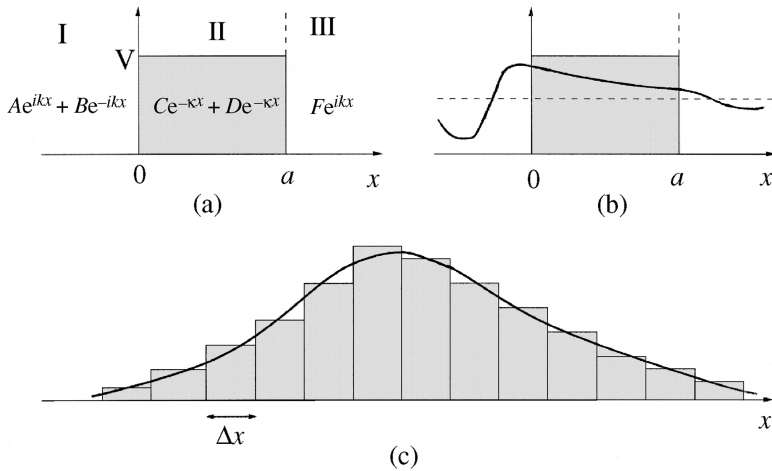 I II III
V
Ae^{ikx} + Be^{-ikx} Ce^{-κx} + De^{-κx} Fe^{ikx}
0 a x
(a)
0 a x
(b)
Δx
x
(c)